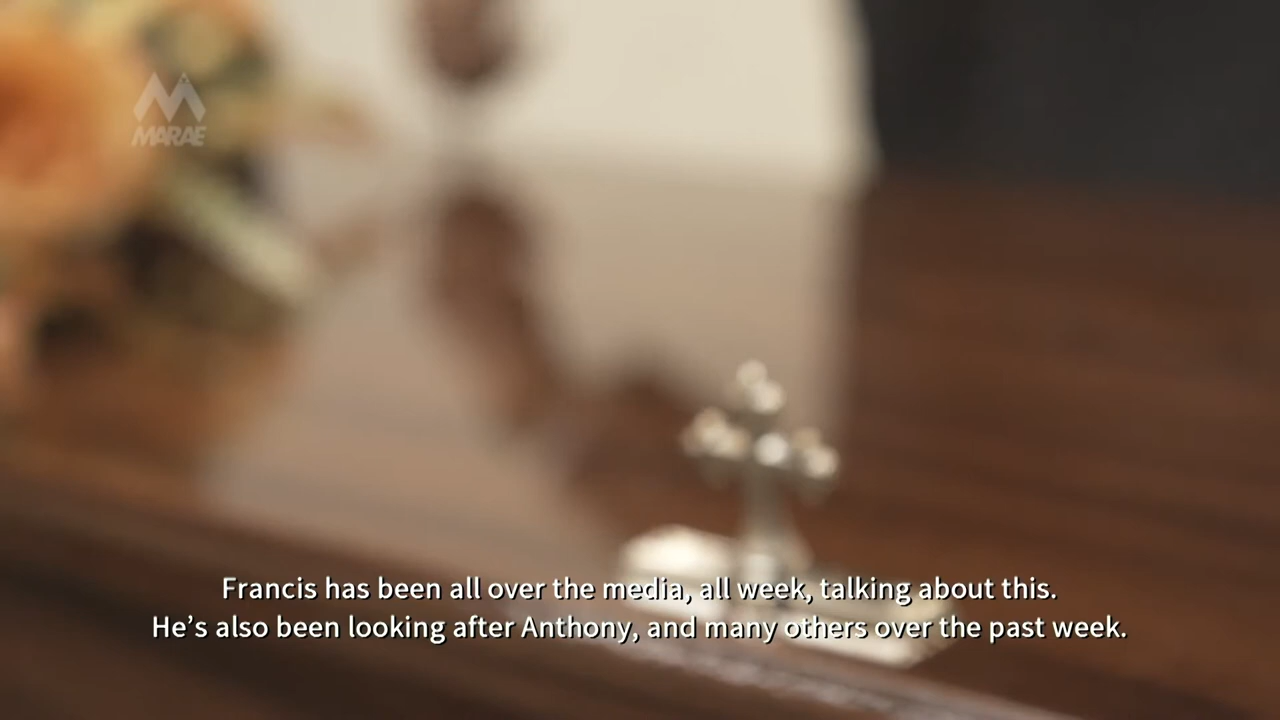 MARAE
Francis has been all over the media, all week, talking about this.
He’s also been looking after Anthony, and many others over the past week.